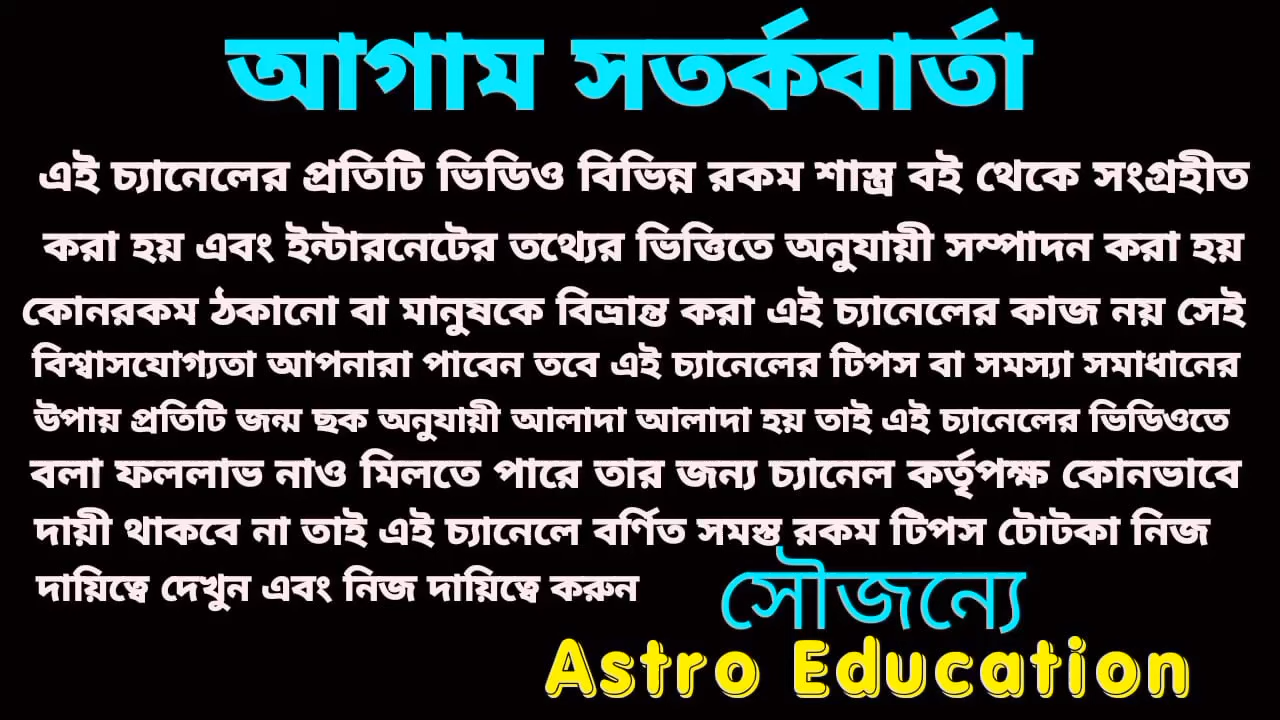 আগাম সতর্কবার্তা
এই চ্যানেলের প্রতিটি ভিডিও বিভিন্ন রকম শাস্ত্র বই থেকে সংগ্রহীত
করা হয় এবং ইন্টারনেটের তথ্যের ভিত্তিতে অনুযায়ী সম্পাদন করা হয়
কোনরকম ঠকানো বা মানুষকে বিভ্রান্ত করা এই চ্যানেলের কাজ নয় সেই
বিশ্বাসযোগ্যতা আপনারা পাবেন তবে এই চ্যানেলের টিপস বা সমস্যা সমাধানের
উপায় প্রতিটি জন্ম ছক অনুযায়ী আলাদা আলাদা হয় তাই এই চ্যানেলের ভিডিওতে
বলা ফললাভ নাও মিলতে পারে তার জন্য চ্যানেল কর্তৃপক্ষ কোনভাবে
দায়ী থাকবে না তাই এই চ্যানেলে বর্ণিত সমস্ত রকম টিপস টোটকা নিজ
দায়িত্বে দেখুন এবং নিজ দায়িত্বে করুন
সৌজন্যে
Astro Education